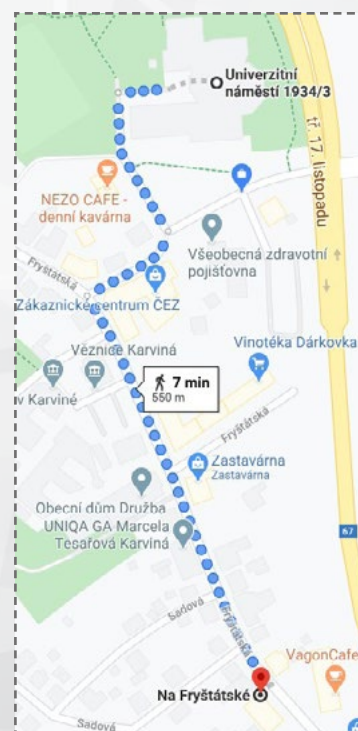 Univerzitní
náměstí 1934/3
tř. 17. listopadu
NEZO CAFE -
denní kavárna
Všeobecná zdravotní
pojišťovna
Fryštátská
Zákaznické centrum ČEZ
Věznice Karviná
Vinotéka Dárkovka
v Karviné
7 min
550 m
Fryštátská
Zastavárna
Zastavárna
Obecní dům Družba
UNIQA GA Marcela
Tesařová Karviná
67
Sadová
Fryštátská
VagonCafe
Na Fryštátské
Sadová